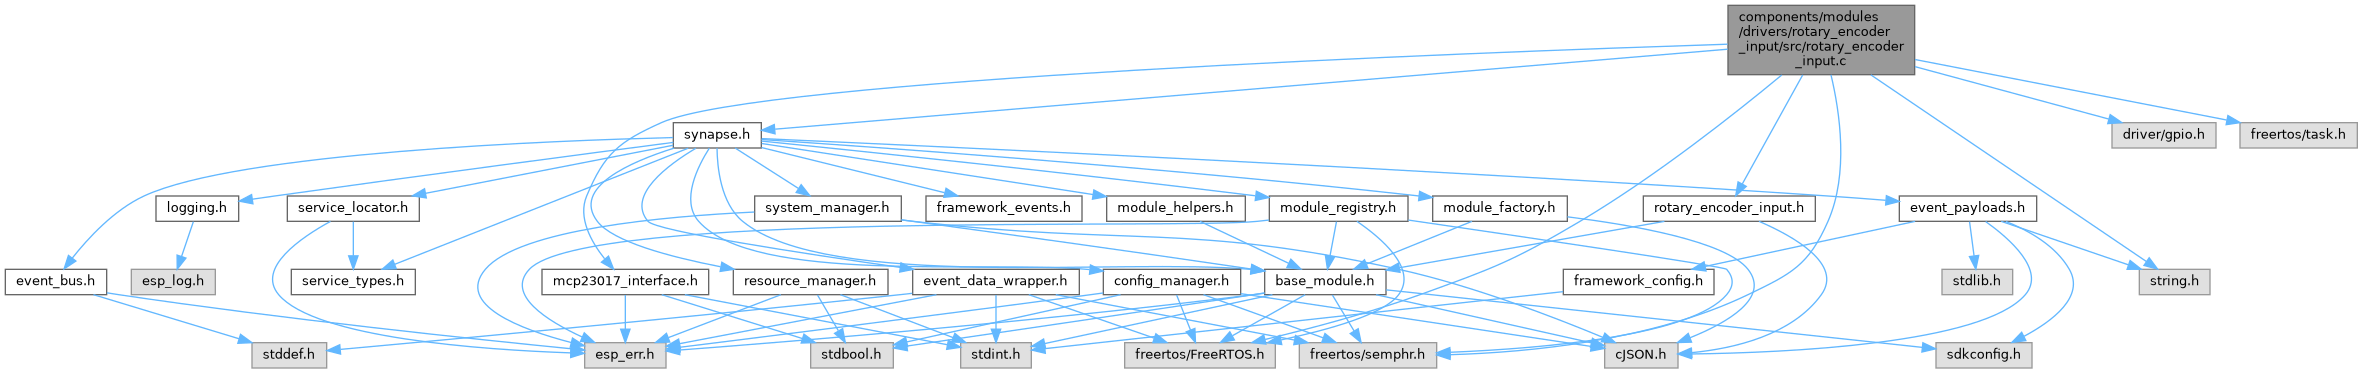 components/modules
/drivers/rotary_encoder
_input/src/rotary_encoder
_input.c
synapse.h
driver/gpio.h
freertos/task.h
logging.h
service_locator.h
system_manager.h
framework_events.h
module_helpers.h
module_registry.h
module_factory.h
rotary_encoder_input.h
event_payloads.h
event_bus.h
esp_log.h
service_types.h
mcp23017_interface.h
resource_manager.h
event_data_wrapper.h
config_manager.h
base_module.h
framework_config.h
stdlib.h
string.h
stddef.h
esp_err.h
stdbool.h
stdint.h
freertos/FreeRTOS.h
freertos/semphr.h
cJSON.h
sdkconfig.h